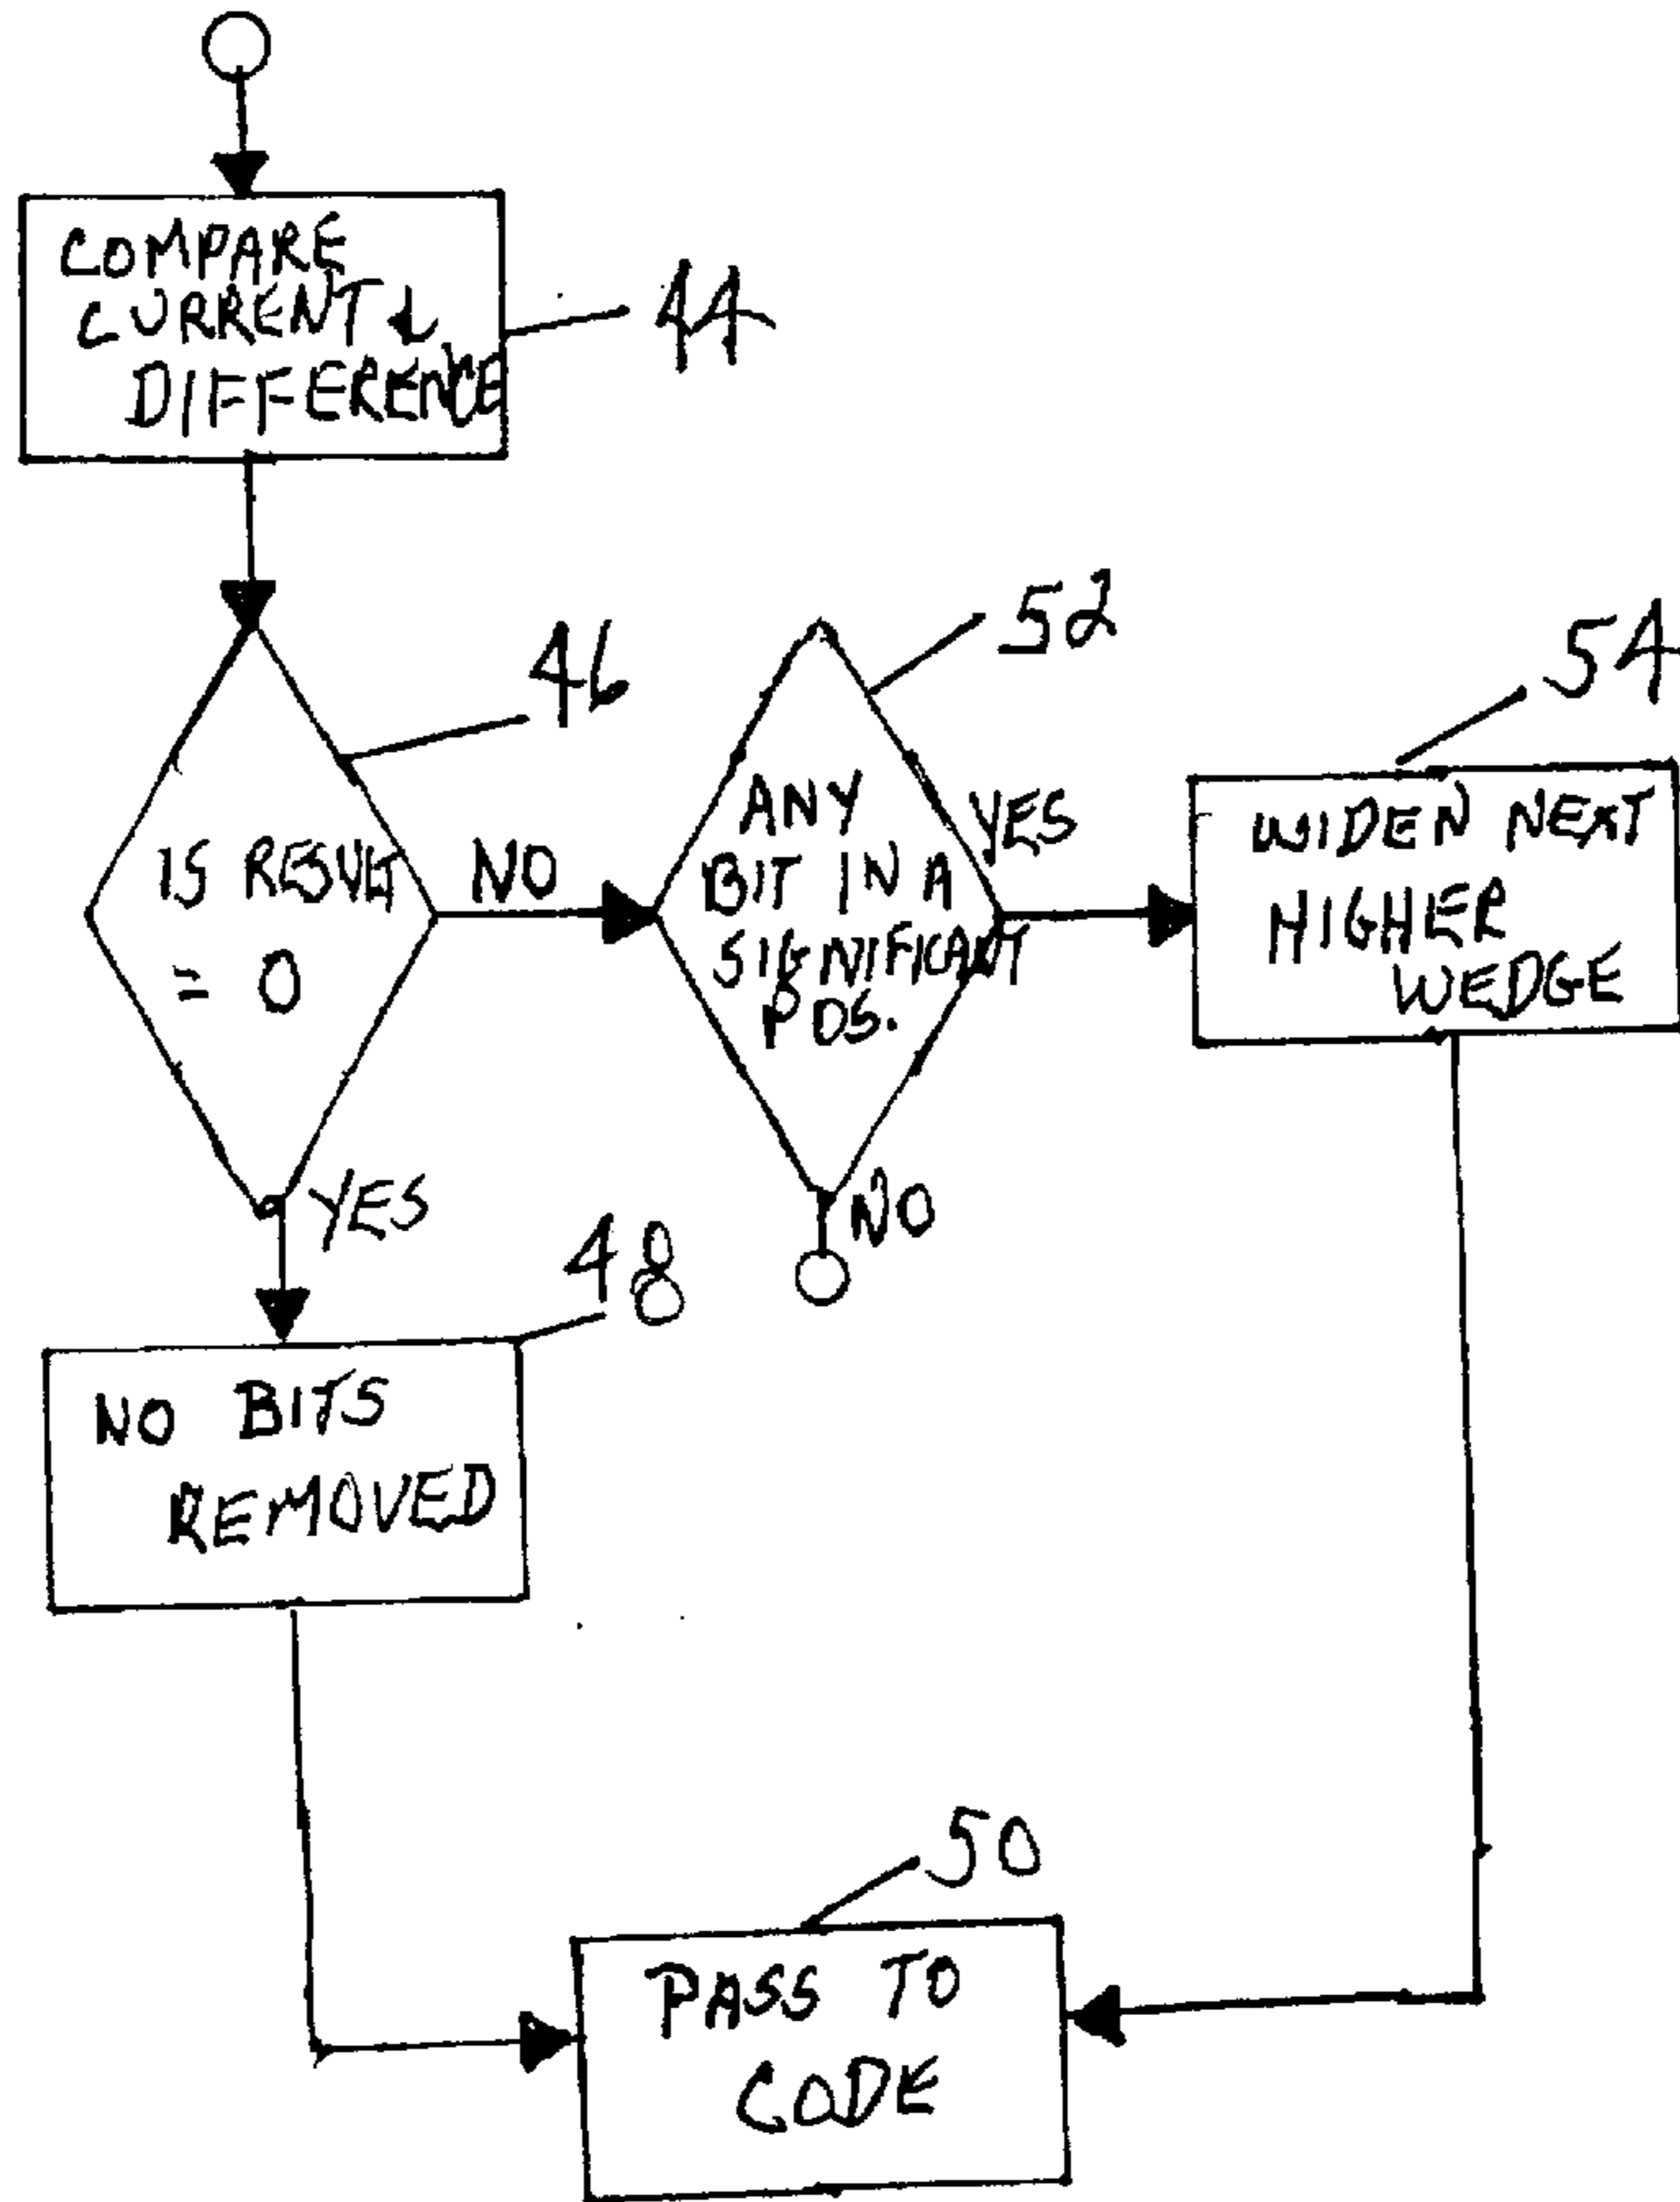 COMPARE
CURRENT &
DIFFERENCE
44
46
52
54
IS RESULT
= 0
NO
ANY
BIT IN A
SIGNIFICANT
POS.
YES
WIDEN NEXT
HIGHER
WEDGE
YES
NO
48
NO BITS
REMOVED
50
PASS TO
CODE